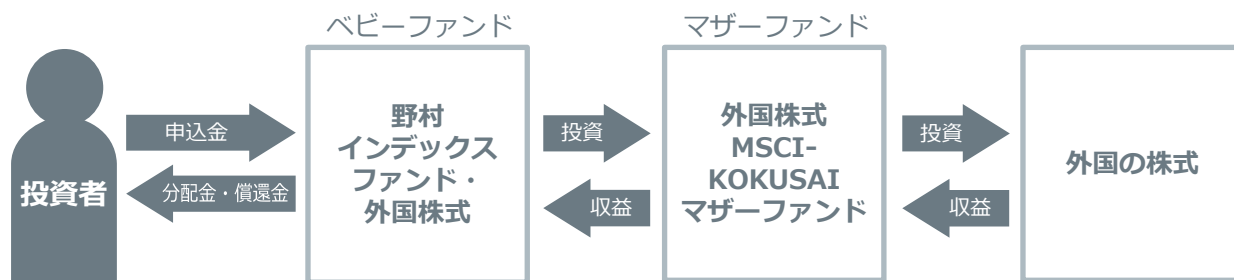 ベビーファンド
マザーファンド
投資者
申込金
分配金・償還金
野村
インデックス
ファンド・
外国株式
投資
収益
外国株式
MSCI-
KOKUSAI
マザーファンド
投資
収益
外国の株式